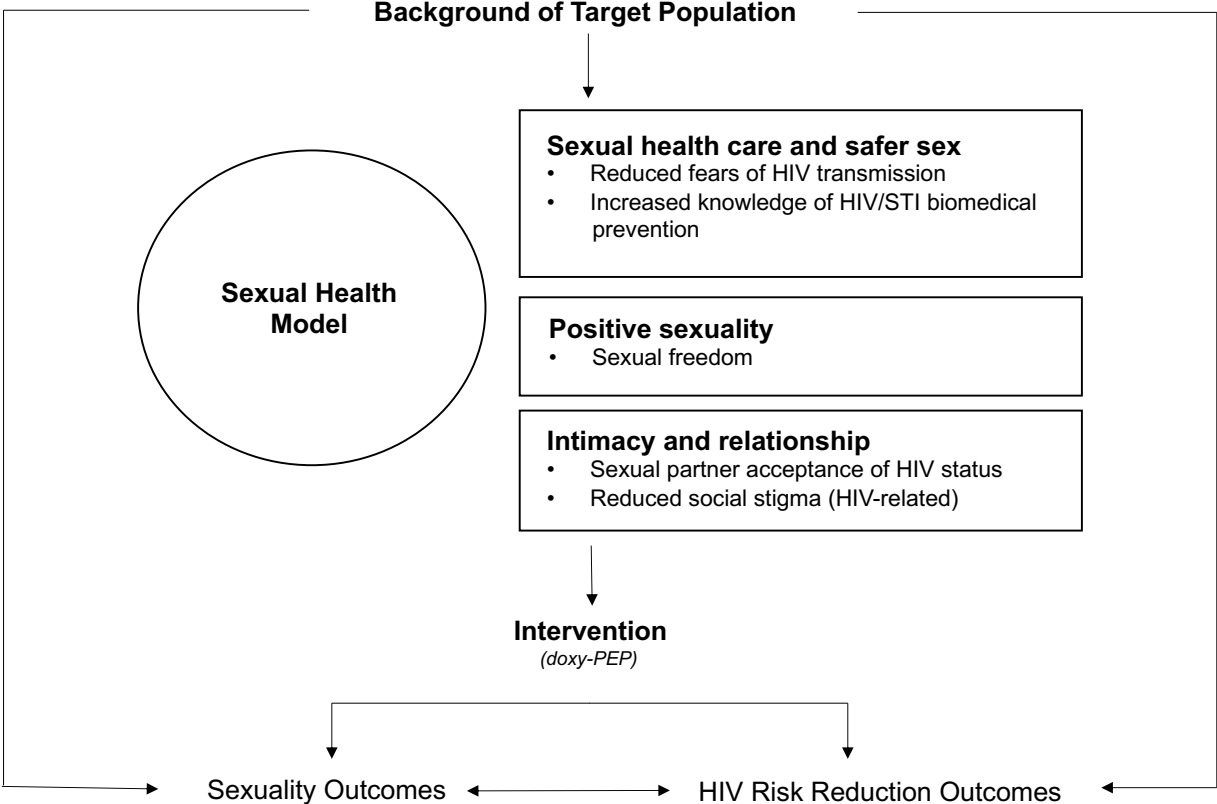 Background of Target Population
Sexual health care and safer sex
• Reduced fears of HIV transmission
• Increased knowledge of HIV/STI biomedical
prevention
Sexual Health
Model
Positive sexuality
• Sexual freedom
Intimacy and relationship
• Sexual partner acceptance of HIV status
• Reduced social stigma (HIV-related)
Intervention
(doxy-PEP)
Sexuality Outcomes
HIV Risk Reduction Outcomes